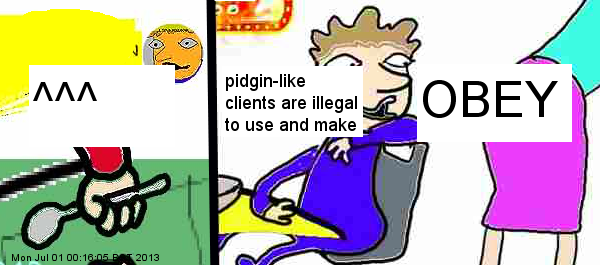 ^^^
pidgin-like
clients are illegal
to use and make
OBEY
Mon Jul 01 00:16:05 2013